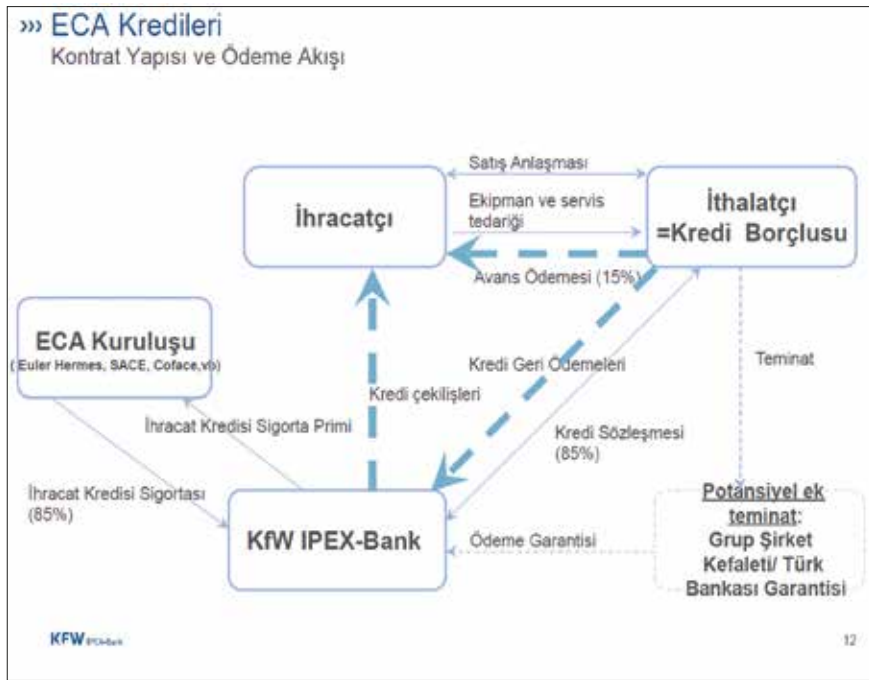 ››› ECA Kredileri
Kontrat Yapısı ve Ödeme Akışı
Satış Anlaşması
İhracatçı
Ekipman ve servis
tedariği
İthalatçı
=Kredi Borçlusu
Avans Ödemesi (15%)
ECA Kuruluşu
( Euler Hermes, SACE, Coface,vb)
Kredi Geri Ödemeleri
Teminat
Kredi çekilişleri
İhracat Kredisi Sigorta Primi
Kredi Sözleşmesi
(85%)
İhracat Kredisi Sigortası
(85%)
KfW IPEX-Bank
Ödeme Garantisi
Potansiyel ek
teminat:
Grup Şirket
Kefaleti/ Türk
Bankası Garantisi
KFW IPEX-Bank
12